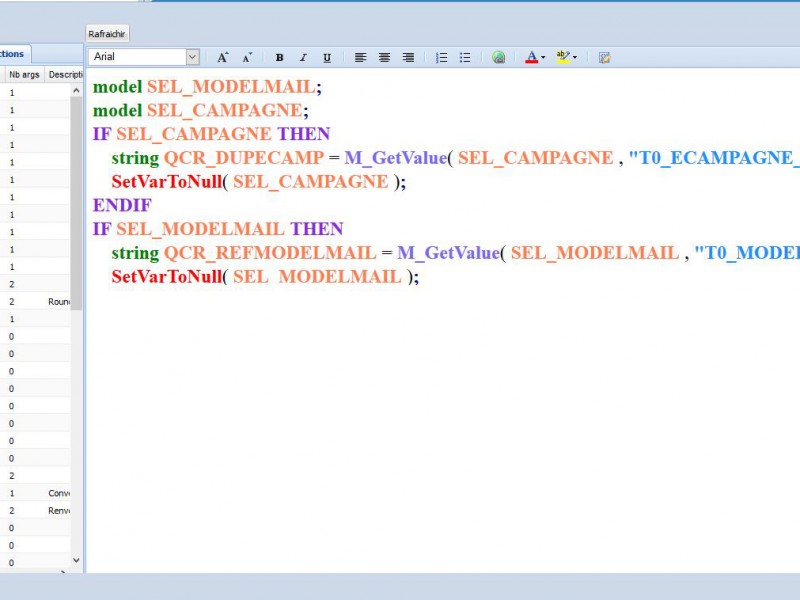 Rafraichir
ctions
Arial
Nb args Descripti
model SEL_MODELMAIL;
model SEL_CAMPAGNE;
IF SEL_CAMPAGNE THEN
string QCR_DUPECAMP = M_GetValue( SEL_CAMPAGNE , "T0_ECAMPAGNE_
SetVarToNull( SEL_CAMPAGNE );
ENDIF
IF SEL_MODELMAIL THEN
string QCR_REFMODELMAIL = M_GetValue( SEL_MODELMAIL , "T0_MODEL
SetVarToNull( SEL_MODELMAIL );
1
1
1
1
1
1
1
1
1
1
1
2
2 Roun
1
0
0
0
0
0
0
0
0
2
1 Conv
2 Renv
0
0
0